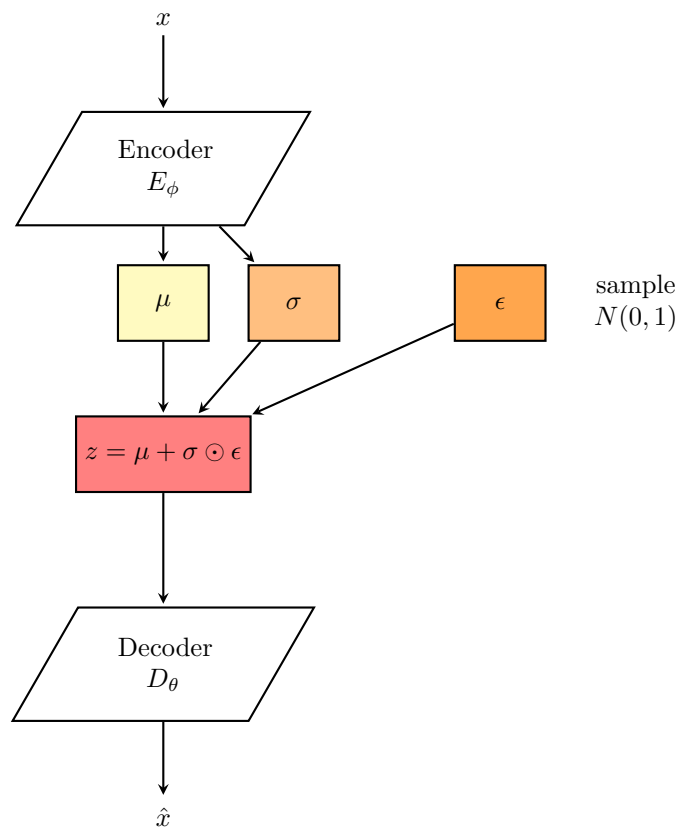 x
Encoder
E_ϕ
μ
σ
ϵ
sample
N(0, 1)
z = μ + σ ⊙ ϵ
Decoder
D_θ
x̂